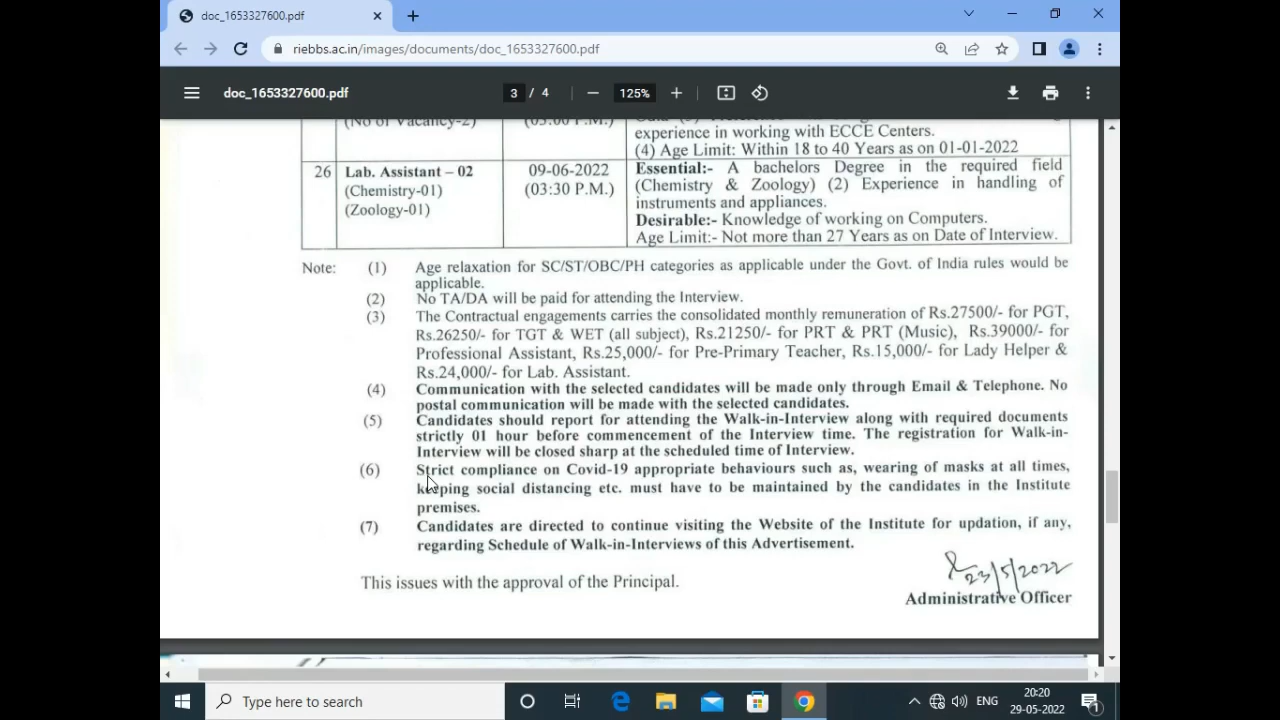 doc_1653327600.pdf
riebbs.ac.in/images/documents/doc_1653327600.pdf
doc_1653327600.pdf 3 / 4 125%
(No of Vacancy-2) (03:00 P.M.)
experience in working with ECCE Centers.
(4) Age Limit: Within 18 to 40 Years as on 01-01-2022
26 Lab. Assistant – 02 09-06-2022 Essential:- A bachelors Degree in the required field
(Chemistry-01) (03:30 P.M.) (Chemistry & Zoology) (2) Experience in handling of
(Zoology-01) instruments and appliances.
Desirable:- Knowledge of working on Computers.
Age Limit:- Not more than 27 Years as on Date of Interview.
Note: (1) Age relaxation for SC/ST/OBC/PH categories as applicable under the Govt. of India rules would be
applicable.
(2) No TA/DA will be paid for attending the Interview.
(3) The Contractual engagements carries the consolidated monthly remuneration of Rs.27500/- for PGT,
Rs.26250/- for TGT & WET (all subject), Rs.21250/- for PRT & PRT (Music), Rs.39000/- for
Professional Assistant, Rs.25,000/- for Pre-Primary Teacher, Rs.15,000/- for Lady Helper &
Rs.24,000/- for Lab. Assistant.
(4) Communication with the selected candidates will be made only through Email & Telephone. No
postal communication will be made with the selected candidates.
(5) Candidates should report for attending the Walk-in-Interview along with required documents
strictly 01 hour before commencement of the Interview time. The registration for Walk-in-
Interview will be closed sharp at the scheduled time of Interview.
(6) Strict compliance on Covid-19 appropriate behaviours such as, wearing of masks at all times,
keeping social distancing etc. must have to be maintained by the candidates in the Institute
premises.
(7) Candidates are directed to continue visiting the Website of the Institute for updation, if any,
regarding Schedule of Walk-in-Interviews of this Advertisement.
23/5/2022
This issues with the approval of the Principal.
Administrative Officer
Type here to search ENG 20:20
29-05-2022 1